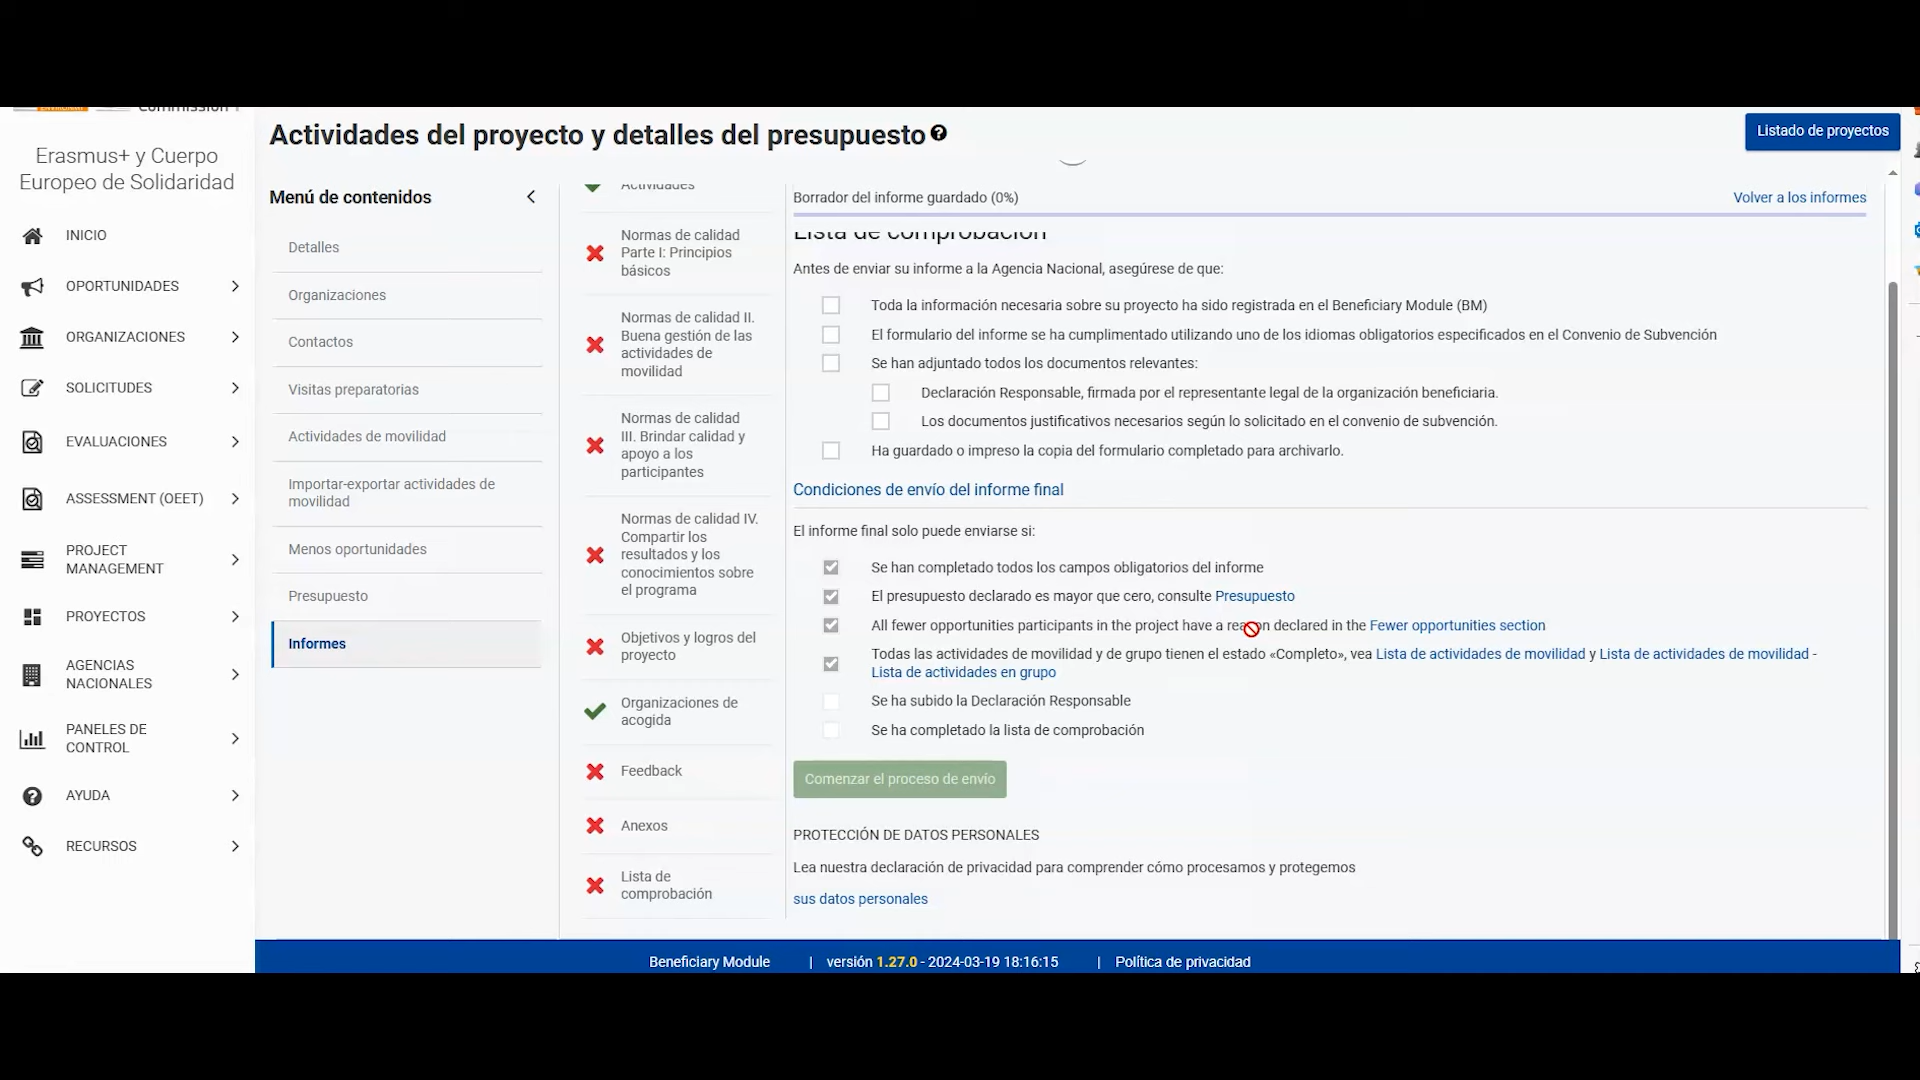 Erasmus+ y Cuerpo
Europeo de Solidaridad
INICIO
OPORTUNIDADES
ORGANIZACIONES
SOLICITUDES
EVALUACIONES
ASSESSMENT (OEET)
PROJECT
MANAGEMENT
PROYECTOS
AGENCIAS
NACIONALES
PANELES DE
CONTROL
AYUDA
RECURSOS
Actividades del proyecto y detalles del presupuesto
Listado de proyectos
Menú de contenidos
Detalles
Organizaciones
Contactos
Visitas preparatorias
Actividades de movilidad
Importar-exportar actividades de
movilidad
Menos oportunidades
Presupuesto
Informes
Actividades
Normas de calidad
Parte I: Principios
básicos
Normas de calidad II.
Buena gestión de las
actividades de
movilidad
Normas de calidad
III. Brindar calidad y
apoyo a los
participantes
Normas de calidad IV.
Compartir los
resultados y los
conocimientos sobre
el programa
Objetivos y logros del
proyecto
Organizaciones de
acogida
Feedback
Anexos
Lista de
comprobación
Borrador del informe guardado (0%)
Volver a los informes
Lista de comprobación
Antes de enviar su informe a la Agencia Nacional, asegúrese de que:
Toda la información necesaria sobre su proyecto ha sido registrada en el Beneficiary Module (BM)
El formulario del informe se ha cumplimentado utilizando uno de los idiomas obligatorios especificados en el Convenio de Subvención
Se han adjuntado todos los documentos relevantes:
Declaración Responsable, firmada por el representante legal de la organización beneficiaria.
Los documentos justificativos necesarios según lo solicitado en el convenio de subvención.
Ha guardado o impreso la copia del formulario completado para archivarlo.
Condiciones de envío del informe final
El informe final solo puede enviarse si:
Se han completado todos los campos obligatorios del informe
El presupuesto declarado es mayor que cero, consulte Presupuesto
All fewer opportunities participants in the project have a reason declared in the Fewer opportunities section
Todas las actividades de movilidad y de grupo tienen el estado «Completo», vea Lista de actividades de movilidad y Lista de actividades de movilidad -
Lista de actividades en grupo
Se ha subido la Declaración Responsable
Se ha completado la lista de comprobación
Comenzar el proceso de envío
PROTECCIÓN DE DATOS PERSONALES
Lea nuestra declaración de privacidad para comprender cómo procesamos y protegemos
sus datos personales
Beneficiary Module | versión 1.27.0 - 2024-03-19 18:16:15 | Política de privacidad